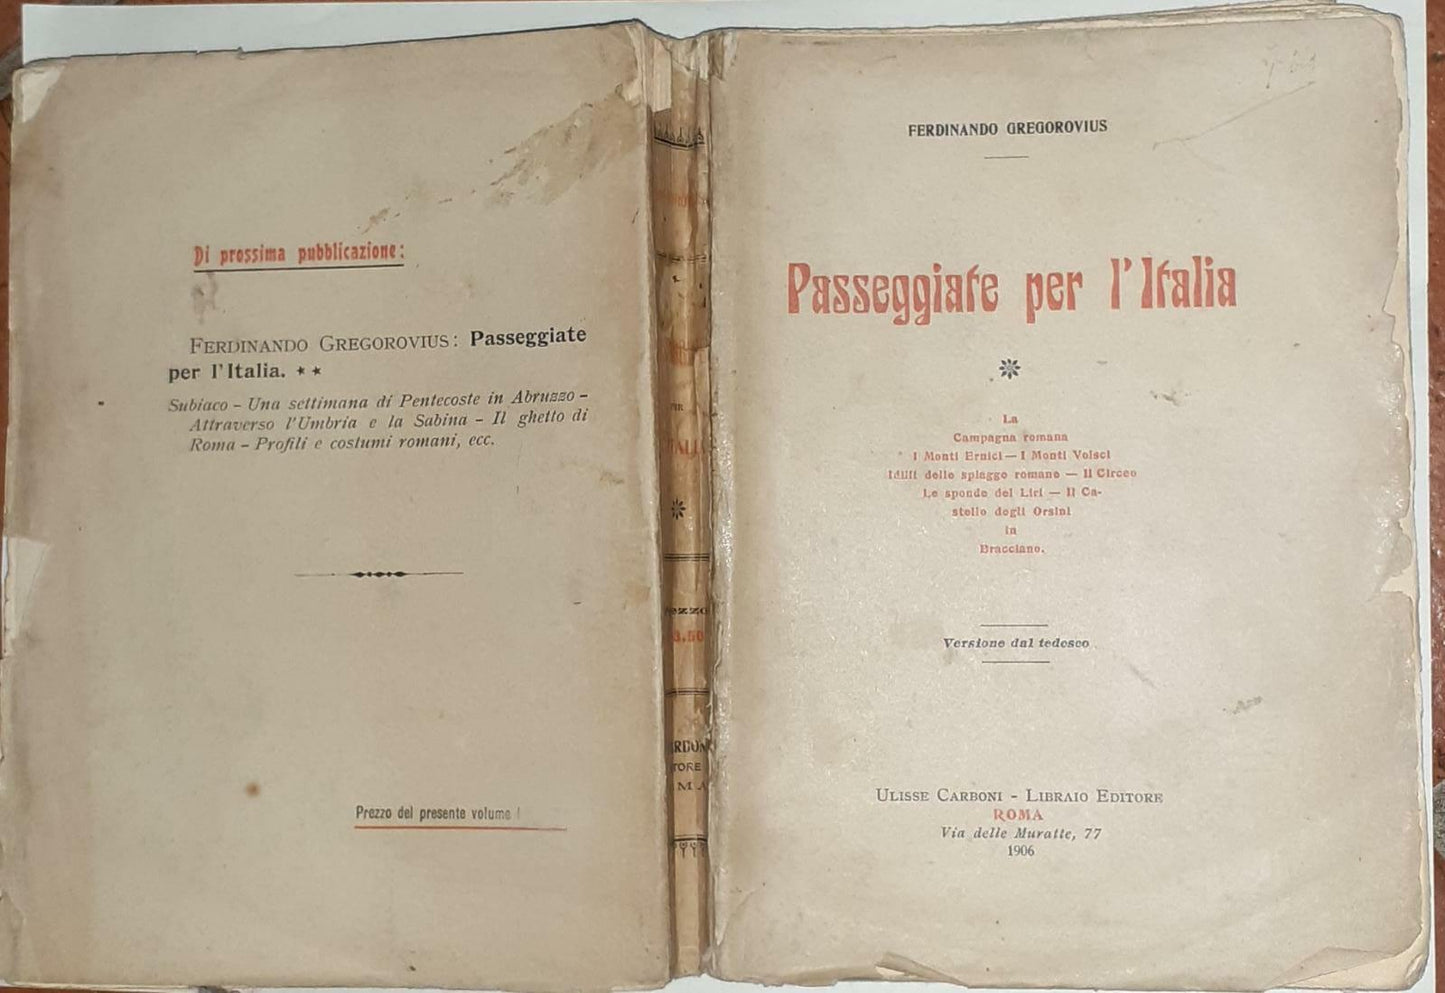 Di prossima pubblicazione:
FERDINANDO GREGOROVIUS: Passeggiate
per l'Italia. ⋆ ⋆
Subiaco - Una settimana di Pentecoste in Abruzzo -
Attraverso l'Umbria e la Sabina - Il ghetto di
Roma - Profili e costumi romani, ecc.
Prezzo del presente volume
3.50
FERDINANDO GREGOROVIUS
Passeggiate per l'Italia
La
Campagna romana
I Monti Ernici — I Monti Volsci
Idilli delle spiagge romane — Il Circeo
Le sponde del Liri — Il Ca-
stello degli Orsini
in
Bracciano.
Versione dal tedesco
ULISSE CARBONI - LIBRAIO EDITORE
ROMA
Via delle Muratte, 77
1906